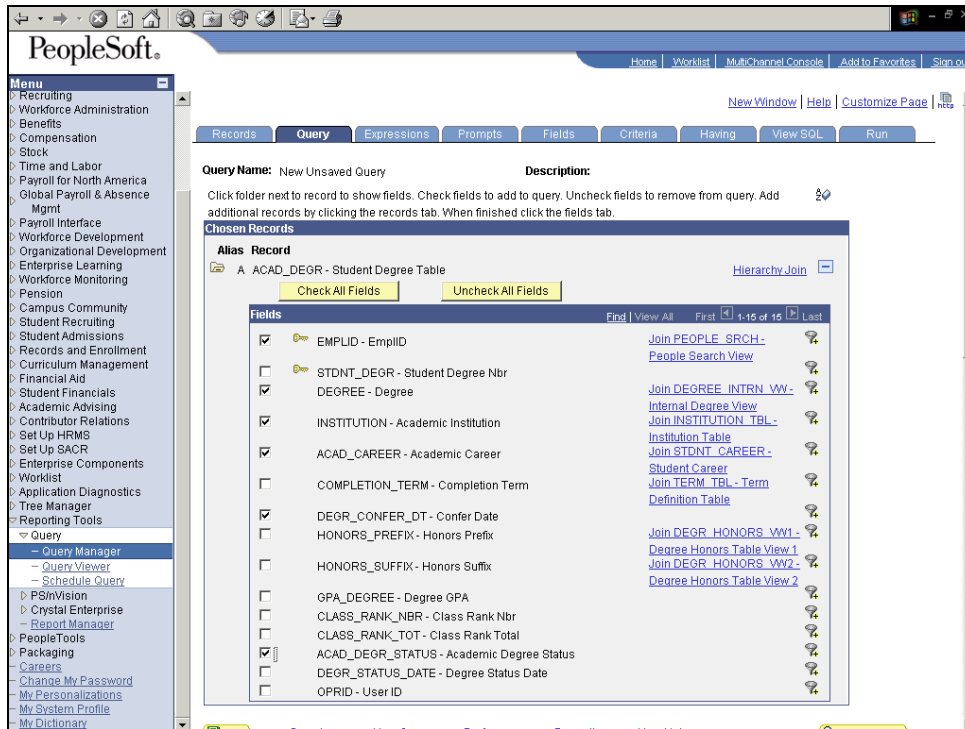 PeopleSoft.
Home | Worklist | MultiChannel Console | Add to Favorites | Sign ou
Menu
Recruiting
Workforce Administration
Benefits
Compensation
Stock
Time and Labor
Payroll for North America
Global Payroll & Absence
Mgmt
Payroll Interface
Workforce Development
Organizational Development
Enterprise Learning
Workforce Monitoring
Pension
Campus Community
Student Recruiting
Student Admissions
Records and Enrollment
Curriculum Management
Financial Aid
Student Financials
Academic Advising
Contributor Relations
Set Up HRMS
Set Up SACR
Enterprise Components
Worklist
Application Diagnostics
Tree Manager
Reporting Tools
Query
– Query Manager
– Query Viewer
– Schedule Query
PS/nVision
Crystal Enterprise
– Report Manager
PeopleTools
Packaging
– Careers
– Change My Password
– My Personalizations
– My System Profile
– My Dictionary
New Window | Help | Customize Page | http
Records Query Expressions Prompts Fields Criteria Having View SQL Run
Query Name: New Unsaved Query Description:
Click folder next to record to show fields. Check fields to add to query. Uncheck fields to remove from query. Add
additional records by clicking the records tab. When finished click the fields tab.
Chosen Records
Alias Record
A ACAD_DEGR - Student Degree Table Hierarchy Join
Check All Fields Uncheck All Fields
Fields Find | View All First 1-15 of 15 Last
EMPLID - EmplID Join PEOPLE_SRCH -
People Search View
STDNT_DEGR - Student Degree Nbr
DEGREE - Degree Join DEGREE_INTRN_VW -
Internal Degree View
INSTITUTION - Academic Institution Join INSTITUTION_TBL -
Institution Table
ACAD_CAREER - Academic Career Join STDNT_CAREER -
Student Career
COMPLETION_TERM - Completion Term Join TERM_TBL - Term
Definition Table
DEGR_CONFER_DT - Confer Date
HONORS_PREFIX - Honors Prefix Join DEGR_HONORS_VW1 -
Degree Honors Table View 1
HONORS_SUFFIX - Honors Suffix Join DEGR_HONORS_VW2 -
Degree Honors Table View 2
GPA_DEGREE - Degree GPA
CLASS_RANK_NBR - Class Rank Nbr
CLASS_RANK_TOT - Class Rank Total
ACAD_DEGR_STATUS - Academic Degree Status
DEGR_STATUS_DATE - Degree Status Date
OPRID - User ID